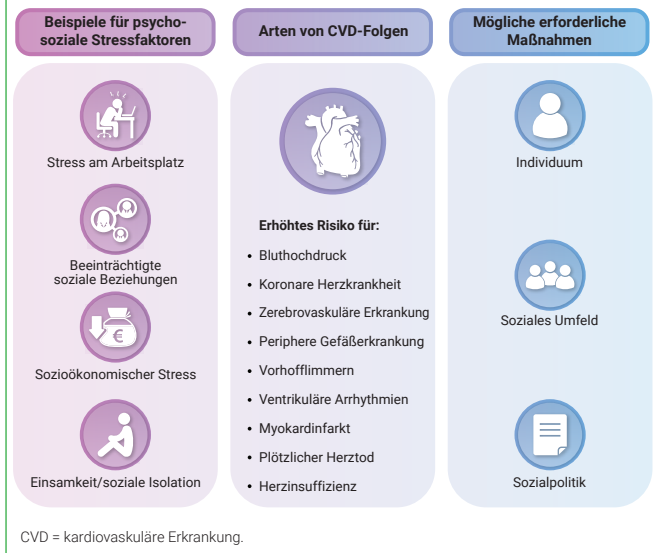 Beispiele für psycho-
soziale Stressfaktoren
Stress am Arbeitsplatz
Beeinträchtigte
soziale Beziehungen
€
Sozioökonomischer Stress
Einsamkeit/soziale Isolation
Arten von CVD-Folgen
Erhöhtes Risiko für:
• Bluthochdruck
• Koronare Herzkrankheit
• Zerebrovaskuläre Erkrankung
• Periphere Gefäßerkrankung
• Vorhofflimmern
• Ventrikuläre Arrhythmien
• Myokardinfarkt
• Plötzlicher Herztod
• Herzinsuffizienz
Mögliche erforderliche
Maßnahmen
Individuum
Soziales Umfeld
Sozialpolitik
CVD = kardiovaskuläre Erkrankung.